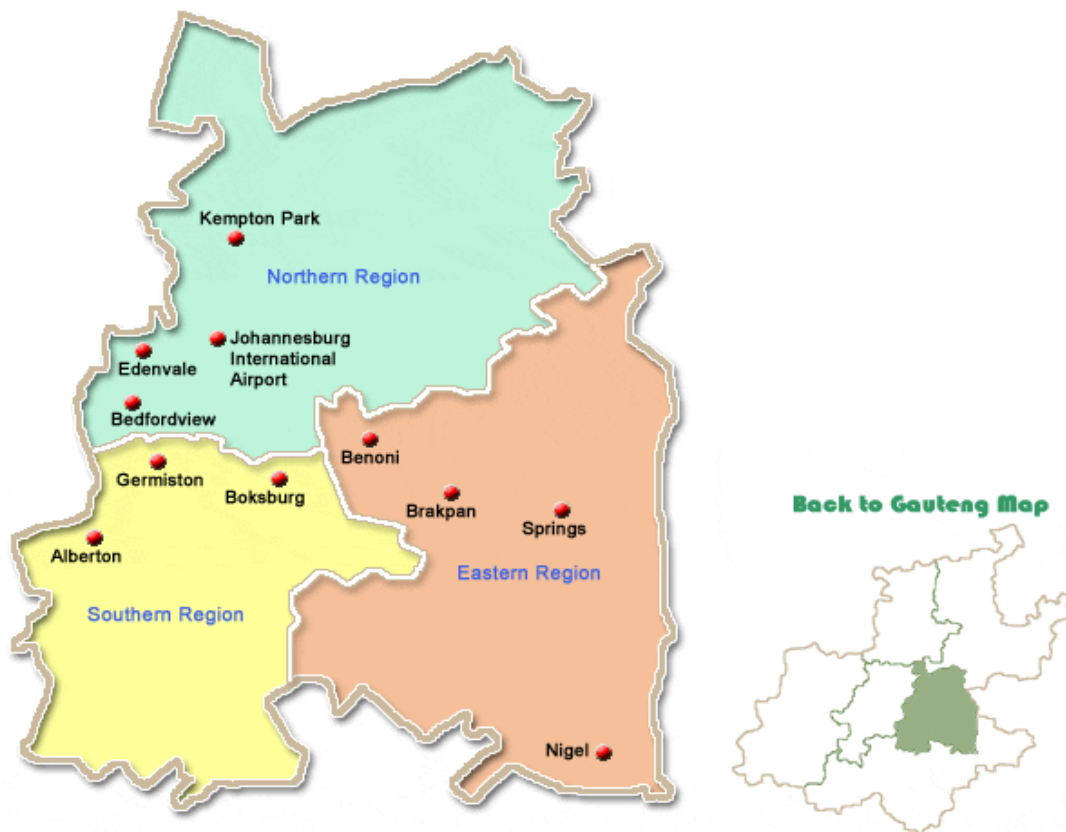 Kempton Park
Northern Region
Johannesburg
International
Airport
Edenvale
Bedfordview
Benoni
Germiston
Boksburg
Brakpan
Springs
Back to Gauteng Map
Alberton
Eastern Region
Southern Region
Nigel